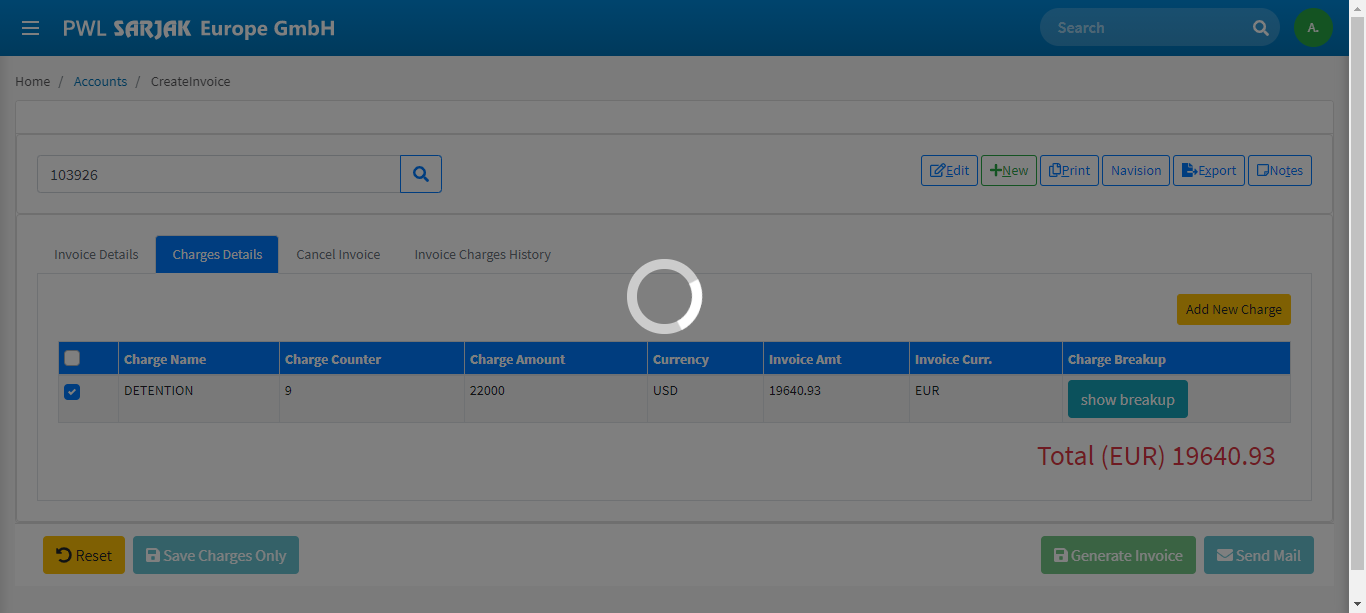 PWL SARJAK Europe GmbH
Search
A.
Home / Accounts / CreateInvoice
103926
Edit New Print Navision Export Notes
Invoice Details Charges Details Cancel Invoice Invoice Charges History
Add New Charge
Charge Name Charge Counter Charge Amount Currency Invoice Amt Invoice Curr. Charge Breakup
DETENTION 9 22000 USD 19640.93 EUR show breakup
Total (EUR) 19640.93
Reset Save Charges Only Generate Invoice Send Mail